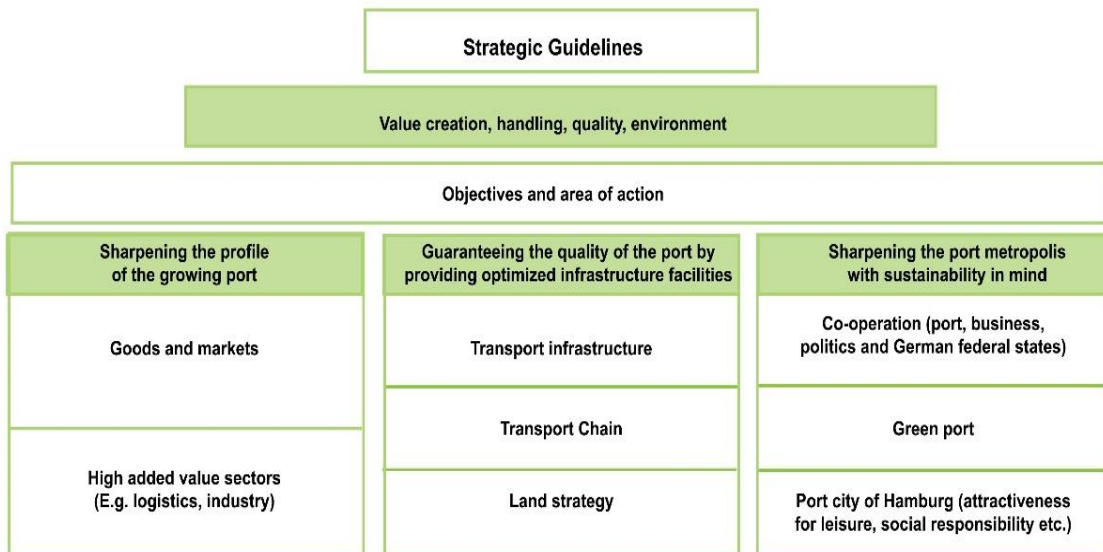 Strategic Guidelines
Value creation, handling, quality, environment
Objectives and area of action
Sharpening the profile
of the growing port
Goods and markets
High added value sectors
(E.g. logistics, industry)
Guaranteeing the quality of the port by
providing optimized infrastructure facilities
Transport infrastructure
Transport Chain
Land strategy
Sharpening the port metropolis
with sustainability in mind
Co-operation (port, business,
politics and German federal states)
Green port
Port city of Hamburg (attractiveness
for leisure, social responsibility etc.)